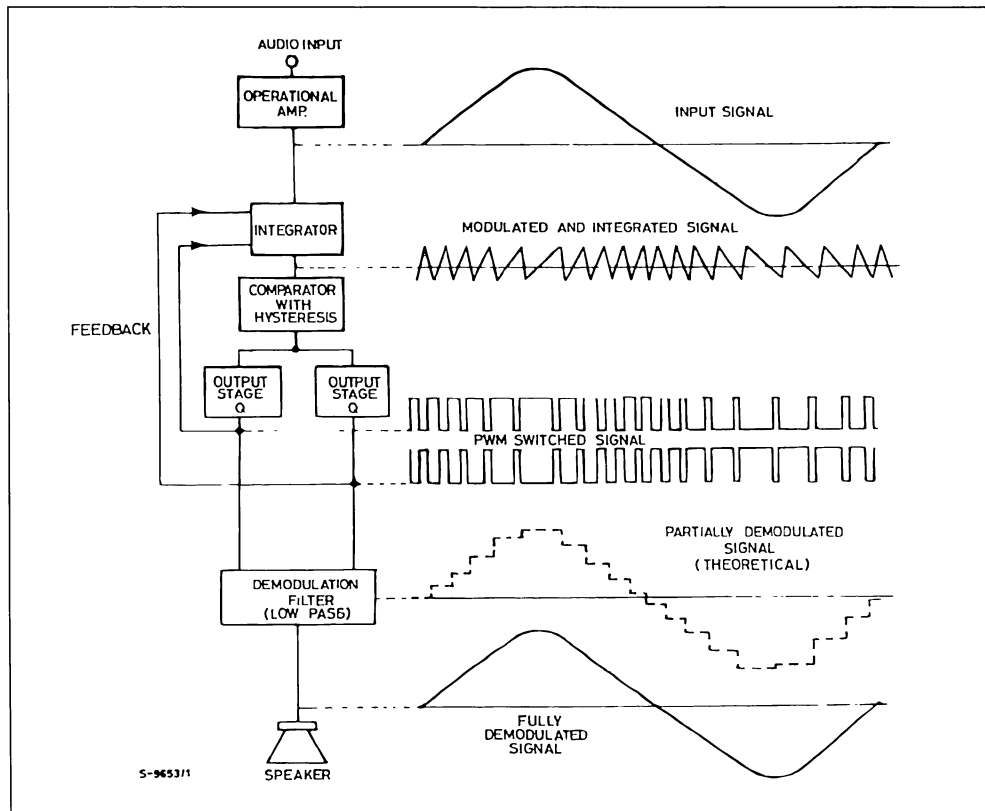 AUDIO INPUT
OPERATIONAL
AMP.
INPUT SIGNAL
INTEGRATOR
MODULATED AND INTEGRATED SIGNAL
COMPARATOR
WITH
HYSTERESIS
FEEDBACK
OUTPUT
STAGE
Q
OUTPUT
STAGE
Q
PWM SWITCHED SIGNAL
PARTIALLY DEMODULATED
SIGNAL
(THEORETICAL)
DEMODULATION
FILTER
(LOW PASS)
FULLY
DEMODULATED
SIGNAL
S-9653/1
SPEAKER